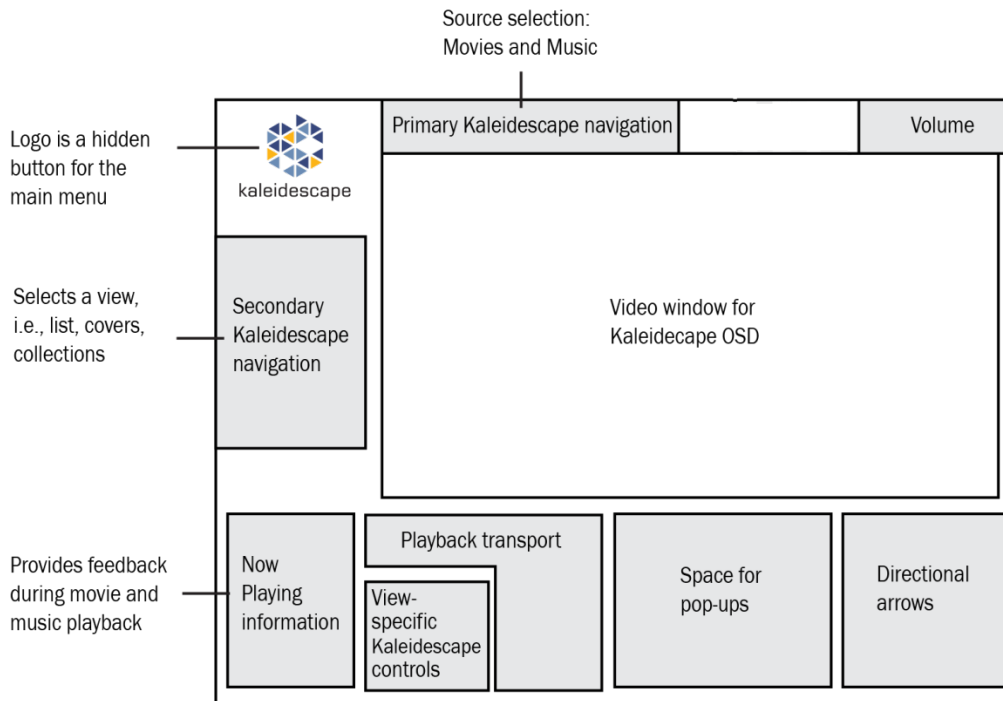 Source selection:
Movies and Music
Logo is a hidden
button for the
main menu
kaleidescape
Primary Kaleidescape navigation
Volume
Selects a view,
i.e., list, covers,
collections
Secondary
Kaleidescape
navigation
Video window for
Kaleidecape OSD
Provides feedback
during movie and
music playback
Now
Playing
information
Playback transport
View-
specific
Kaleidescape
controls
Space for
pop-ups
Directional
arrows